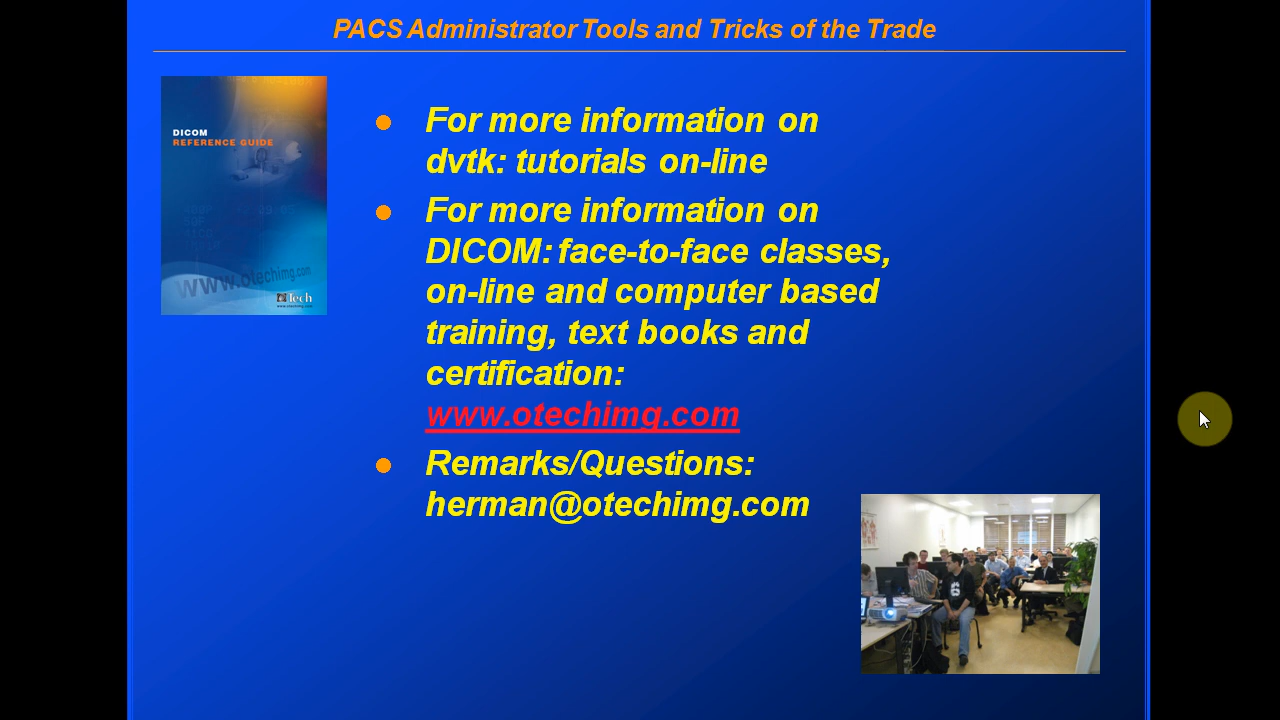 PACS Administrator Tools and Tricks of the Trade
DICOM
REFERENCE GUIDE
www.otechimg.com
OTech
For more information on
dvtk: tutorials on-line
For more information on
DICOM: face-to-face classes,
on-line and computer based
training, text books and
certification:
www.otechimg.com
Remarks/Questions:
herman@otechimg.com